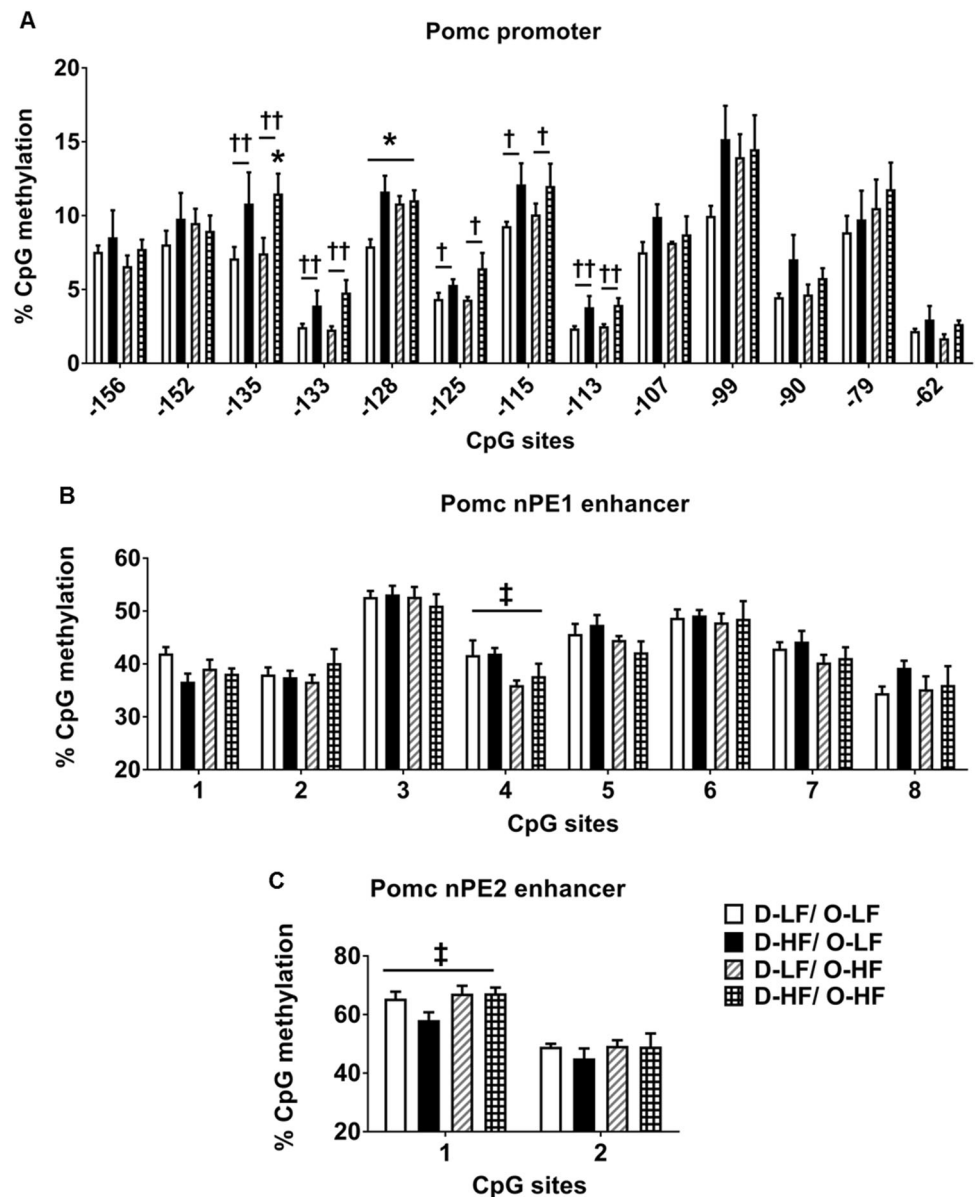 A
Pomc promoter
% CpG methylation
20
15
10
5
0
†† †† * †† †† * † † † † †† ††
-156 -152 -135 -133 -128 -125 -115 -113 -107 -99 -90 -79 -62
CpG sites
B
Pomc nPE1 enhancer
% CpG methylation
60
50
40
30
20
‡
1 2 3 4 5 6 7 8
CpG sites
C
Pomc nPE2 enhancer
% CpG methylation
80
60
40
20
‡
1 2
CpG sites
D-LF/ O-LF
D-HF/ O-LF
D-LF/ O-HF
D-HF/ O-HF